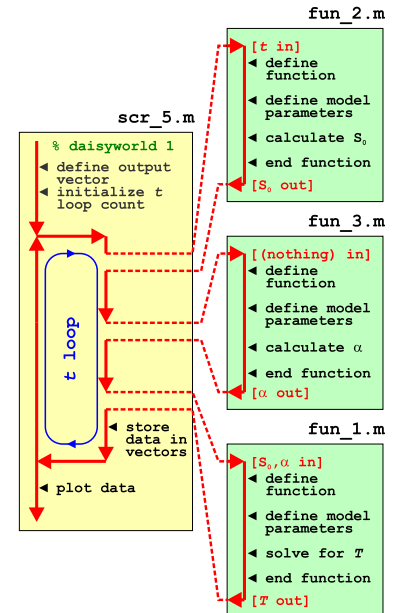 fun_2.m
[t in]
◄ define
function
◄ define model
parameters
◄ calculate S₀
◄ end function
[S₀ out]
scr_5.m
% daisyworld 1
◄ define output
vector
◄ initialize t
loop count
t loop
◄ store
data in
vectors
◄ plot data
fun_3.m
[(nothing) in]
◄ define
function
◄ define model
parameters
◄ calculate α
◄ end function
[α out]
fun_1.m
[S₀,α in]
◄ define
function
◄ define model
parameters
◄ solve for T
◄ end function
[T out]